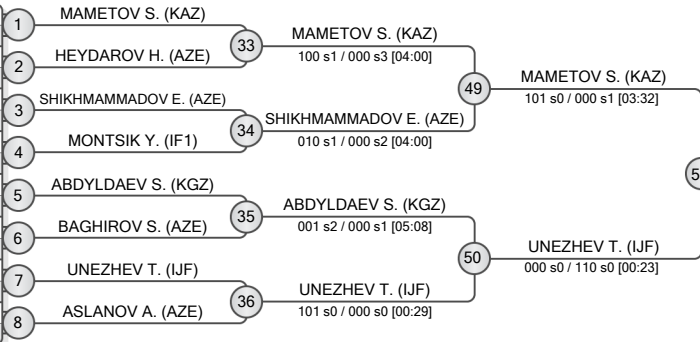 1 MAMETOV S. (KAZ)
2 HEYDAROV H. (AZE)
3 SHIKHMAMMADOV E. (AZE)
4 MONTSIK Y. (IF1)
5 ABDYLDAEV S. (KGZ)
6 BAGHIROV S. (AZE)
7 UNEZHEV T. (IJF)
8 ASLANOV A. (AZE)
33 MAMETOV S. (KAZ)
100 s1 / 000 s3 [04:00]
34 SHIKHMAMMADOV E. (AZE)
010 s1 / 000 s2 [04:00]
35 ABDYLDAEV S. (KGZ)
001 s2 / 000 s1 [05:08]
36 UNEZHEV T. (IJF)
101 s0 / 000 s0 [00:29]
49 MAMETOV S. (KAZ)
101 s0 / 000 s1 [03:32]
50 UNEZHEV T. (IJF)
000 s0 / 110 s0 [00:23]